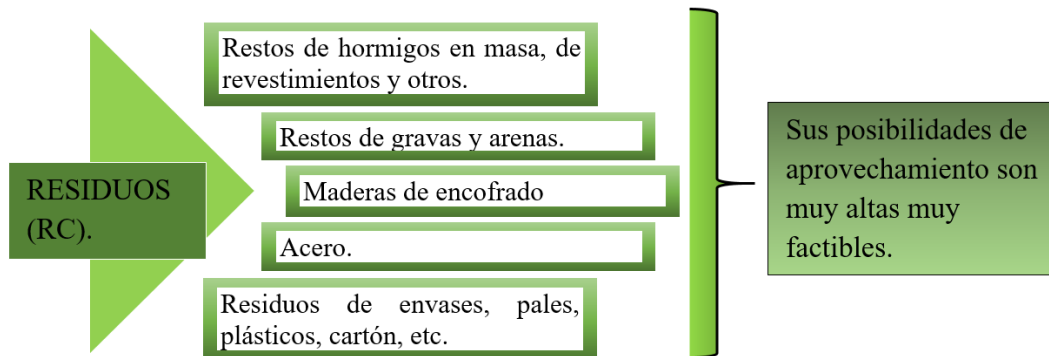 RESIDUOS
(RC).
Restos de hormigos en masa, de
revestimientos y otros.
Restos de gravas y arenas.
Maderas de encofrado
Acero.
Residuos de envases, pales,
plásticos, cartón, etc.
Sus posibilidades de
aprovechamiento son
muy altas muy
factibles.